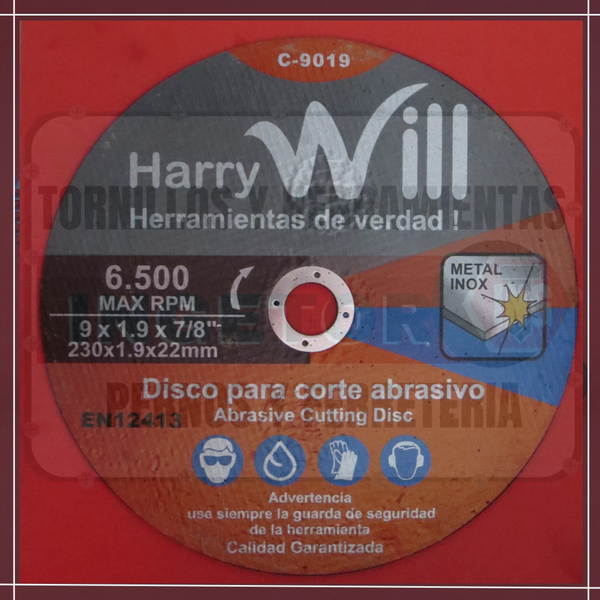 C-9019
Harry Will
TORNILLOS Y HERRAMIENTAS
Herramientas de verdad !
6.500
MAX RPM
9 x 1.9 x 7/8"-
230x1.9x22mm
METAL
INOX
Disco para corte abrasivo
Abrasive Cutting Disc
EN12413
Advertencia
use siempre la guarda de seguridad
de la herramienta
Calidad Garantizada